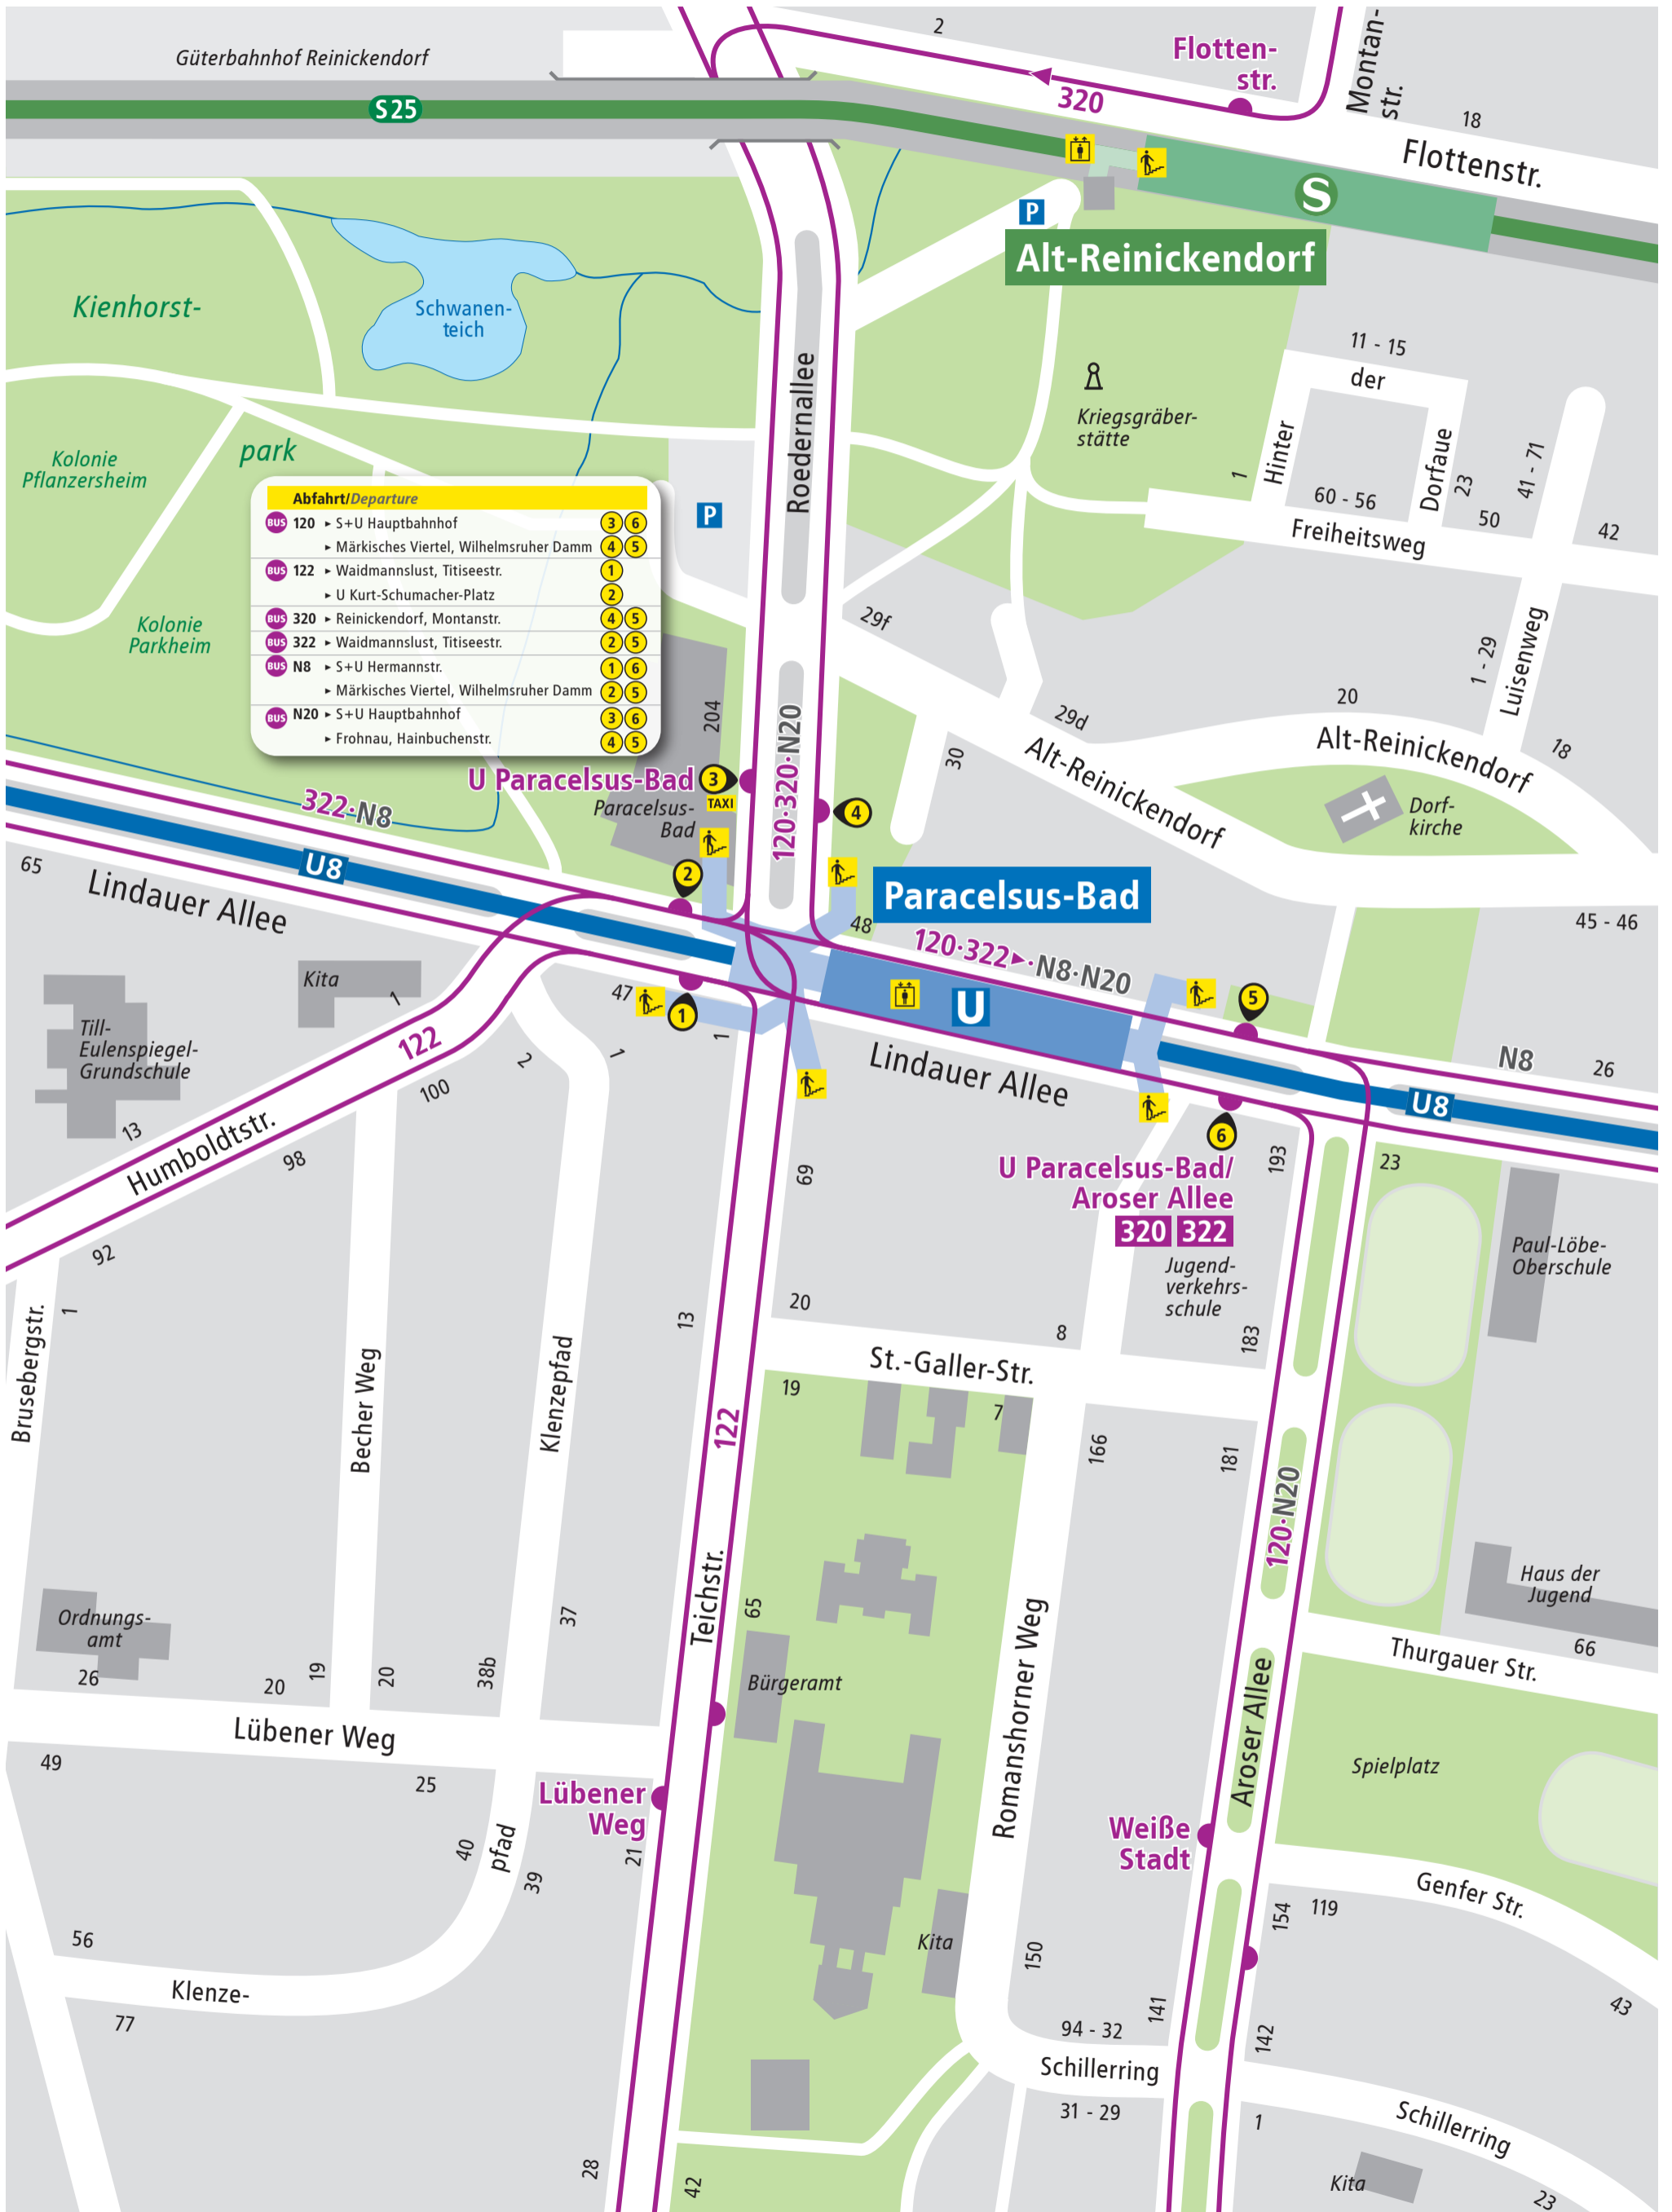 Güterbahnhof Reinickendorf
2
Flotten-
str.
Montan-
str.
S 25
320
18
Flottenstr.
S
P
Alt-Reinickendorf
Kienhorst-
Schwanen-
teich
park
Kolonie
Pflanzersheim
Kolonie
Parkheim
Roedernallee
P
Kriegsgräber-
stätte
11 - 15
der
Hinter
1
Dorfaue
23
60 - 56
50
Freiheitsweg
41 - 71
42
Abfahrt/Departure
BUS 120 ▸ S+U Hauptbahnhof 3 6
▸ Märkisches Viertel, Wilhelmsruher Damm 4 5
BUS 122 ▸ Waidmannslust, Titiseestr. 1
▸ U Kurt-Schumacher-Platz 2
BUS 320 ▸ Reinickendorf, Montanstr. 4 5
BUS 322 ▸ Waidmannslust, Titiseestr. 2 5
BUS N8 ▸ S+U Hermannstr. 1 6
▸ Märkisches Viertel, Wilhelmsruher Damm 2 5
BUS N20 ▸ S+U Hauptbahnhof 3 6
▸ Frohnau, Hainbuchenstr. 4 5
29f
1 - 29
Luisenweg
20
29d
204
30
Alt-Reinickendorf
Alt-Reinickendorf
18
120·320·N20
U Paracelsus-Bad
3
TAXI
4
Paracelsus-
Bad
Dorf-
kirche
322·N8
U8
65
Lindauer Allee
2
Paracelsus-Bad
48
45 - 46
120·322▸·N8·N20
Kita
1
47
1
U
5
N8
26
Till-
Eulenspiegel-
Grundschule
122
2
1
1
Lindauer Allee
U8
100
13
Humboldtstr.
98
6
193
23
69
U Paracelsus-Bad/
Aroser Allee
320 322
Jugend-
verkehrs-
schule
Paul-Löbe-
Oberschule
92
1
Brusebergstr.
13
20
8
183
Becher Weg
Klenzepfad
St.-Galler-Str.
19
7
122
166
181
120·N20
Haus der
Jugend
Teichstr.
65
37
Ordnungs-
amt
26
20
19
20
38b
Romanshorner Weg
Thurgauer Str.
66
Bürgeramt
Aroser Allee
Lübener Weg
49
25
Lübener
Weg
21
Spielplatz
Weiße
Stadt
40
pfad
39
Genfer Str.
154
119
56
Kita
150
Klenze-
77
141
43
94 - 32
142
Schillerring
31 - 29
1
Schillerring
28
42
Kita
23